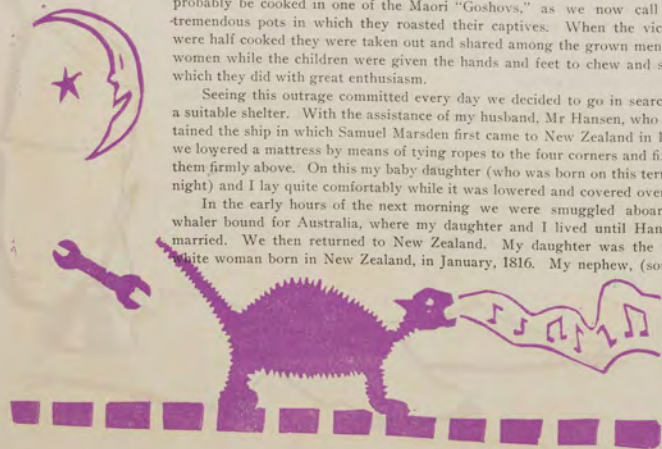 probably be cooked in one of the Maori "Goshovs," as we now call
-tremendous pots in which they roasted their captives. When the vic
were half cooked they were taken out and shared among the grown men
women while the children were given the hands and feet to chew and s
which they did with great enthusiasm.
Seeing this outrage committed every day we decided to go in searc
a suitable shelter. With the assistance of my husband, Mr Hansen, who
tained the ship in which Samuel Marsden first came to New Zealand in 1
we lowered a mattress by means of tying ropes to the four corners and fi
them firmly above. On this my baby daughter (who was born on this terr
night) and I lay quite comfortably while it was lowered and covered over
In the early hours of the next morning we were smuggled aboar
whaler bound for Australia, where my daughter and I lived until Han
married. We then returned to New Zealand. My daughter was the
white woman born in New Zealand, in January, 1816. My nephew, (so